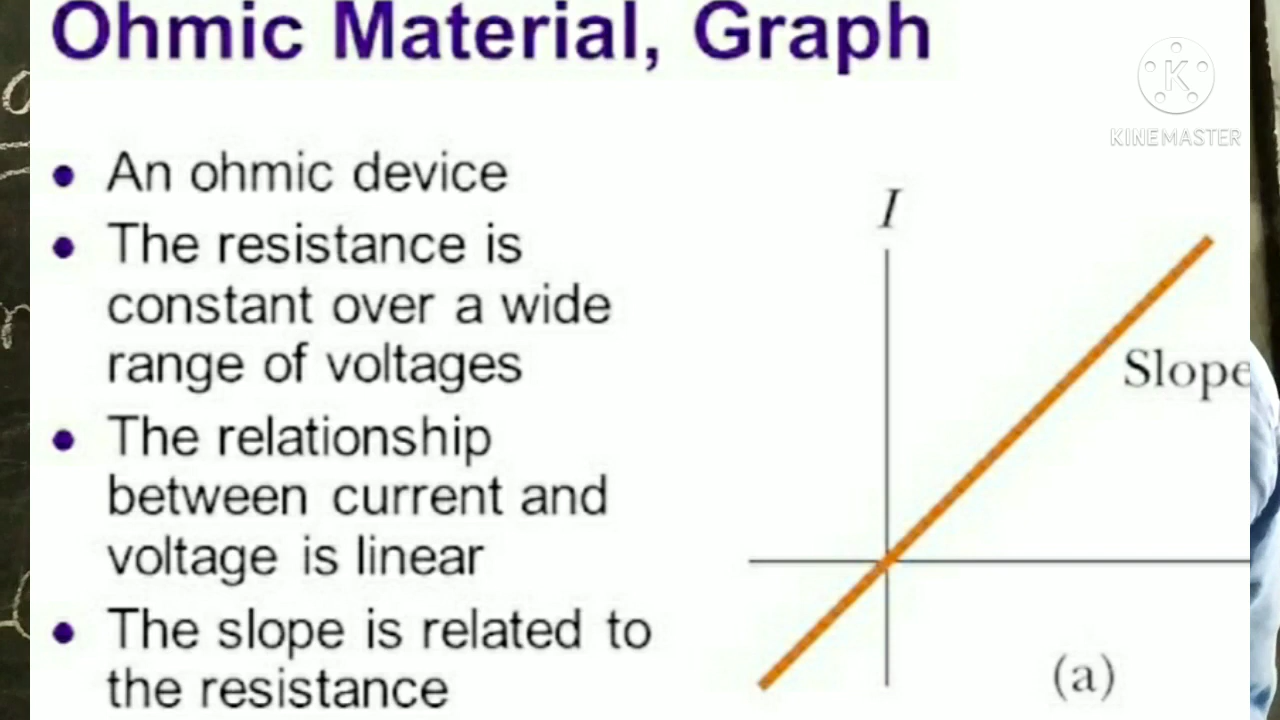 Ohmic Material, Graph
KINEMASTER
• An ohmic device
• The resistance is
constant over a wide
range of voltages
• The relationship
between current and
voltage is linear
• The slope is related to
the resistance
I
Slope
(a)